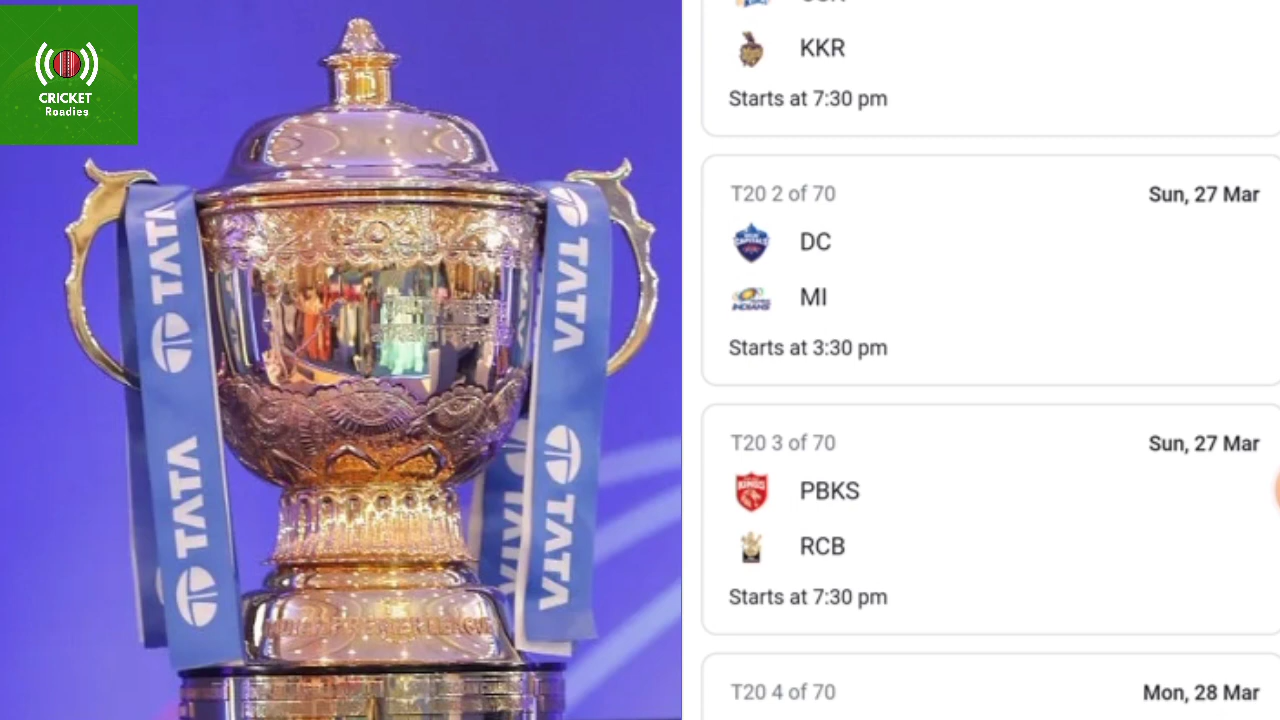 CRICKET
Roadies
TATA
TATA
TATA
TATA
TATA
KKR
Starts at 7:30 pm
T20 2 of 70
Sun, 27 Mar
DC
MI
Starts at 3:30 pm
T20 3 of 70
Sun, 27 Mar
PBKS
RCB
Starts at 7:30 pm
T20 4 of 70
Mon, 28 Mar